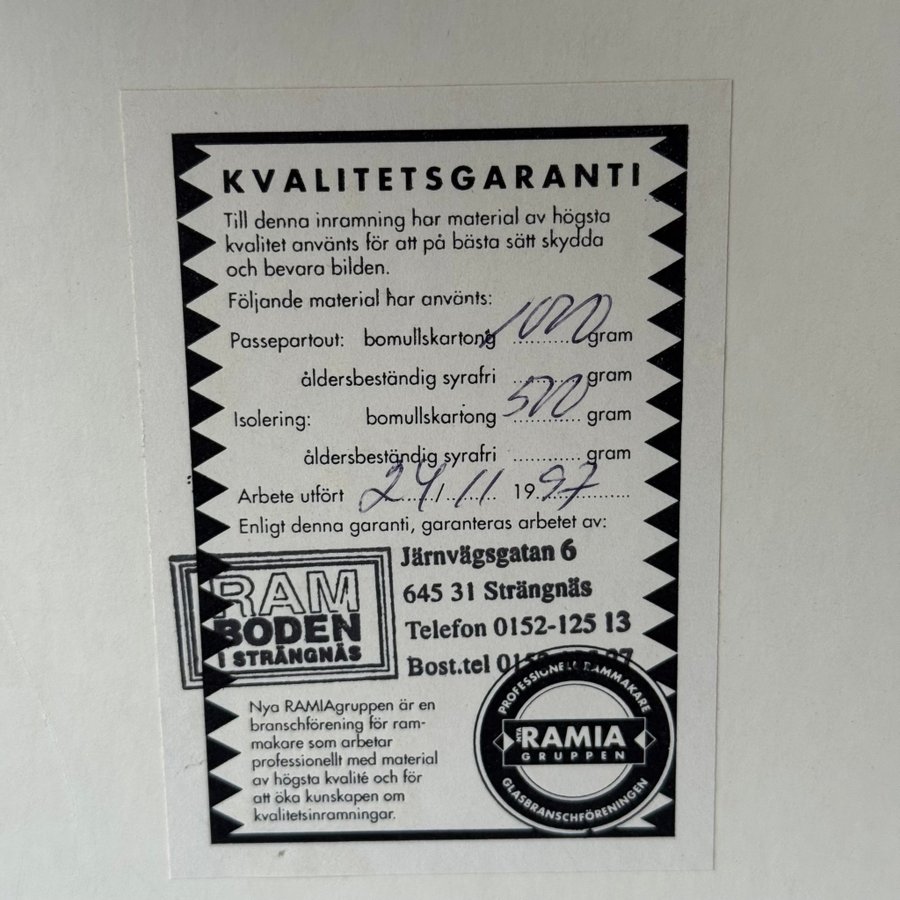 KVALITETSGARANTI
Till denna inramning har material av högsta
kvalitet använts för att på bästa sätt skydda
och bevara bilden.
Följande material har använts:
Passepartout: bomullskartong 1000 gram
åldersbeständig syrafri ............ gram
Isolering: bomullskartong 500 gram
åldersbeständig syrafri ............ gram
Arbete utfört 24/11 1997
Enligt denna garanti, garanteras arbetet av:
RAM
BODEN
I STRÄNGNÄS
Järnvägsgatan 6
645 31 Strängnäs
Telefon 0152-125 13
Bost.tel
Nya RAMIAgruppen är en
branschförening för ram-
makare som arbetar
professionellt med material
av högsta kvalité och för
att öka kunskapen om
kvalitetsinramningar.
PROFESSIONELL RAMMAKARE
NYA
RAMIA
GRUPPEN
GLASBRANSCHFÖRENINGEN